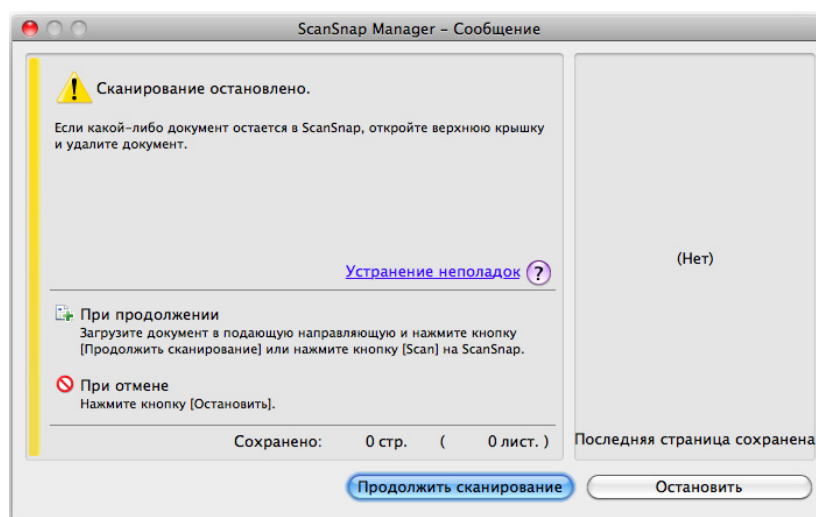 ScanSnap Manager – Сообщение
Сканирование остановлено.
Если какой-либо документ остается в ScanSnap, откройте верхнюю крышку
и удалите документ.
Устранение неполадок ?
(Нет)
При продолжении
Загрузите документ в подающую направляющую и нажмите кнопку
[Продолжить сканирование] или нажмите кнопку [Scan] на ScanSnap.
При отмене
Нажмите кнопку [Остановить].
Сохранено: 0 стр. ( 0 лист. )
Последняя страница сохранена
Продолжить сканирование
Остановить